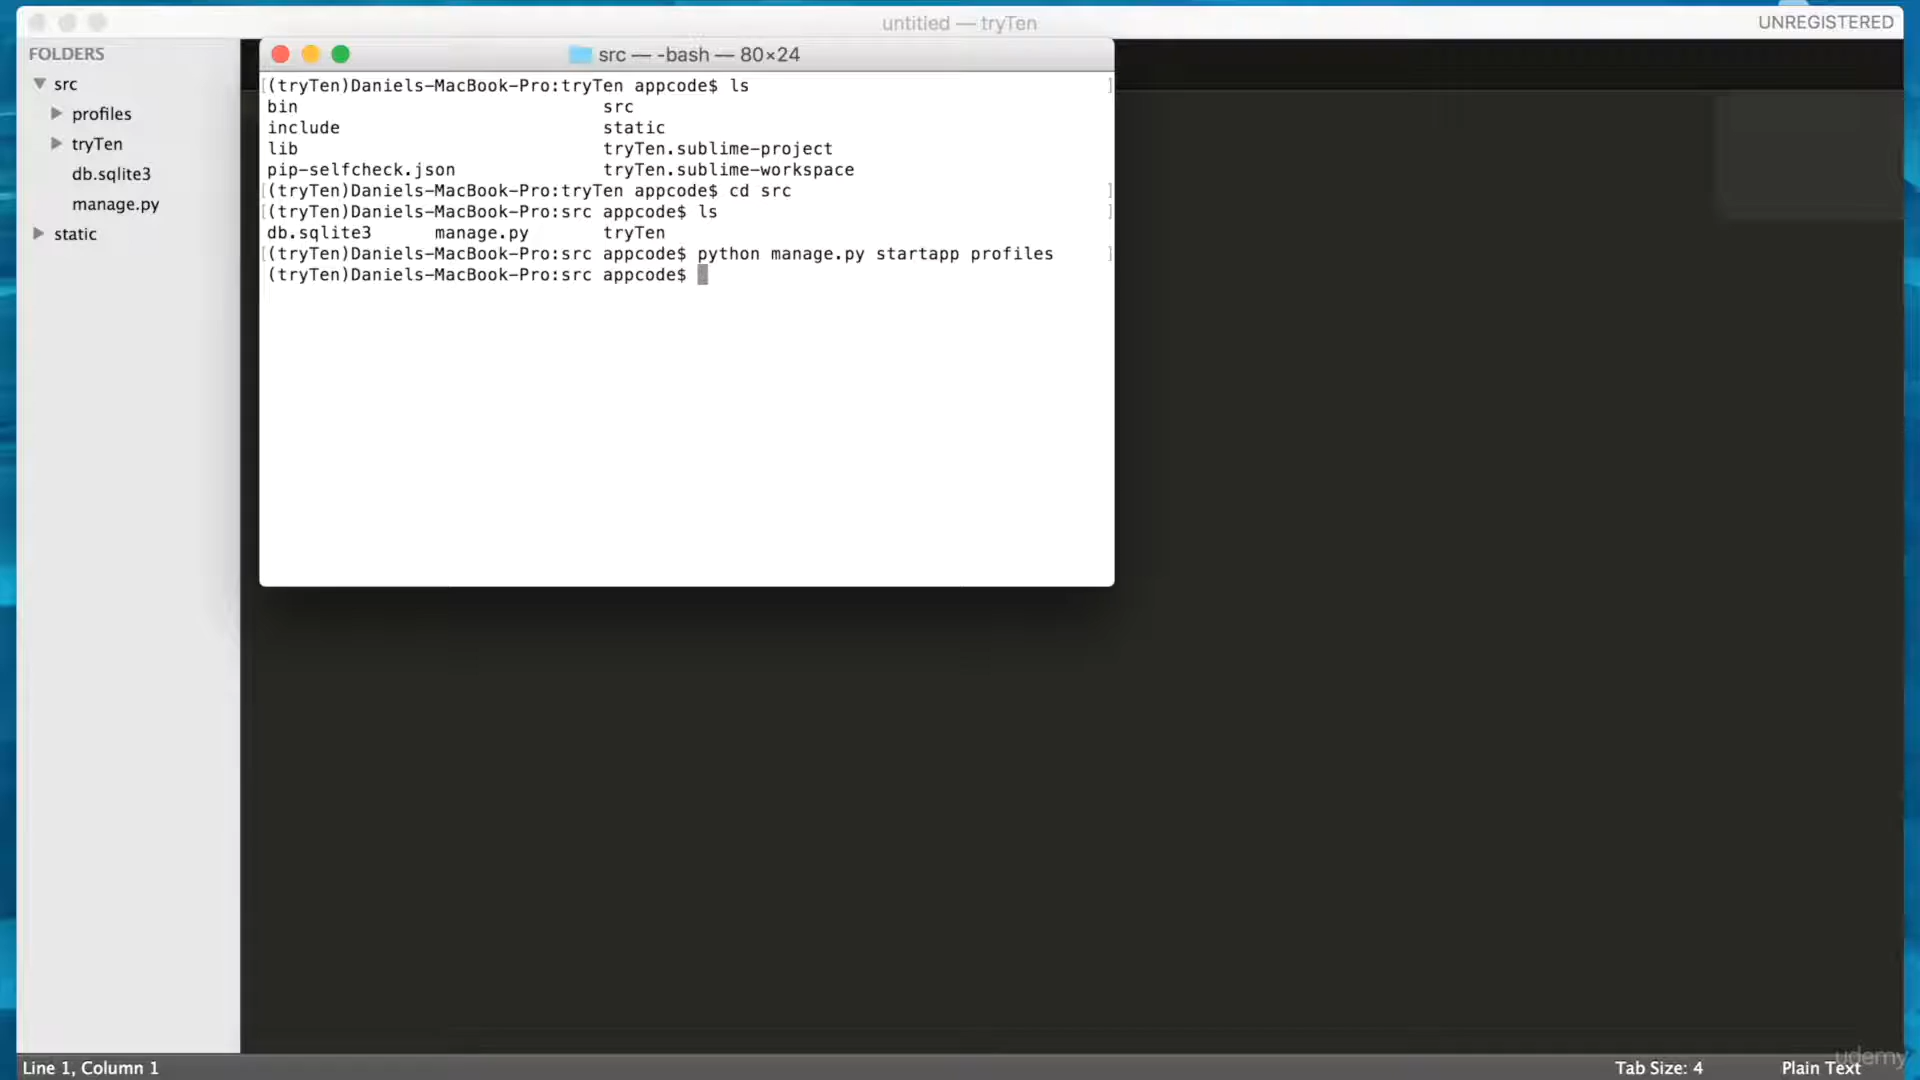 untitled — tryTen
UNREGISTERED
FOLDERS
src
profiles
tryTen
db.sqlite3
manage.py
static
src — -bash — 80×24
[(tryTen)Daniels-MacBook-Pro:tryTen appcode$ ls ]
bin src
include static
lib tryTen.sublime-project
pip-selfcheck.json tryTen.sublime-workspace
[(tryTen)Daniels-MacBook-Pro:tryTen appcode$ cd src ]
[(tryTen)Daniels-MacBook-Pro:src appcode$ ls ]
db.sqlite3 manage.py tryTen
[(tryTen)Daniels-MacBook-Pro:src appcode$ python manage.py startapp profiles ]
(tryTen)Daniels-MacBook-Pro:src appcode$
Line 1, Column 1
Tab Size: 4
Plain Text
udemy